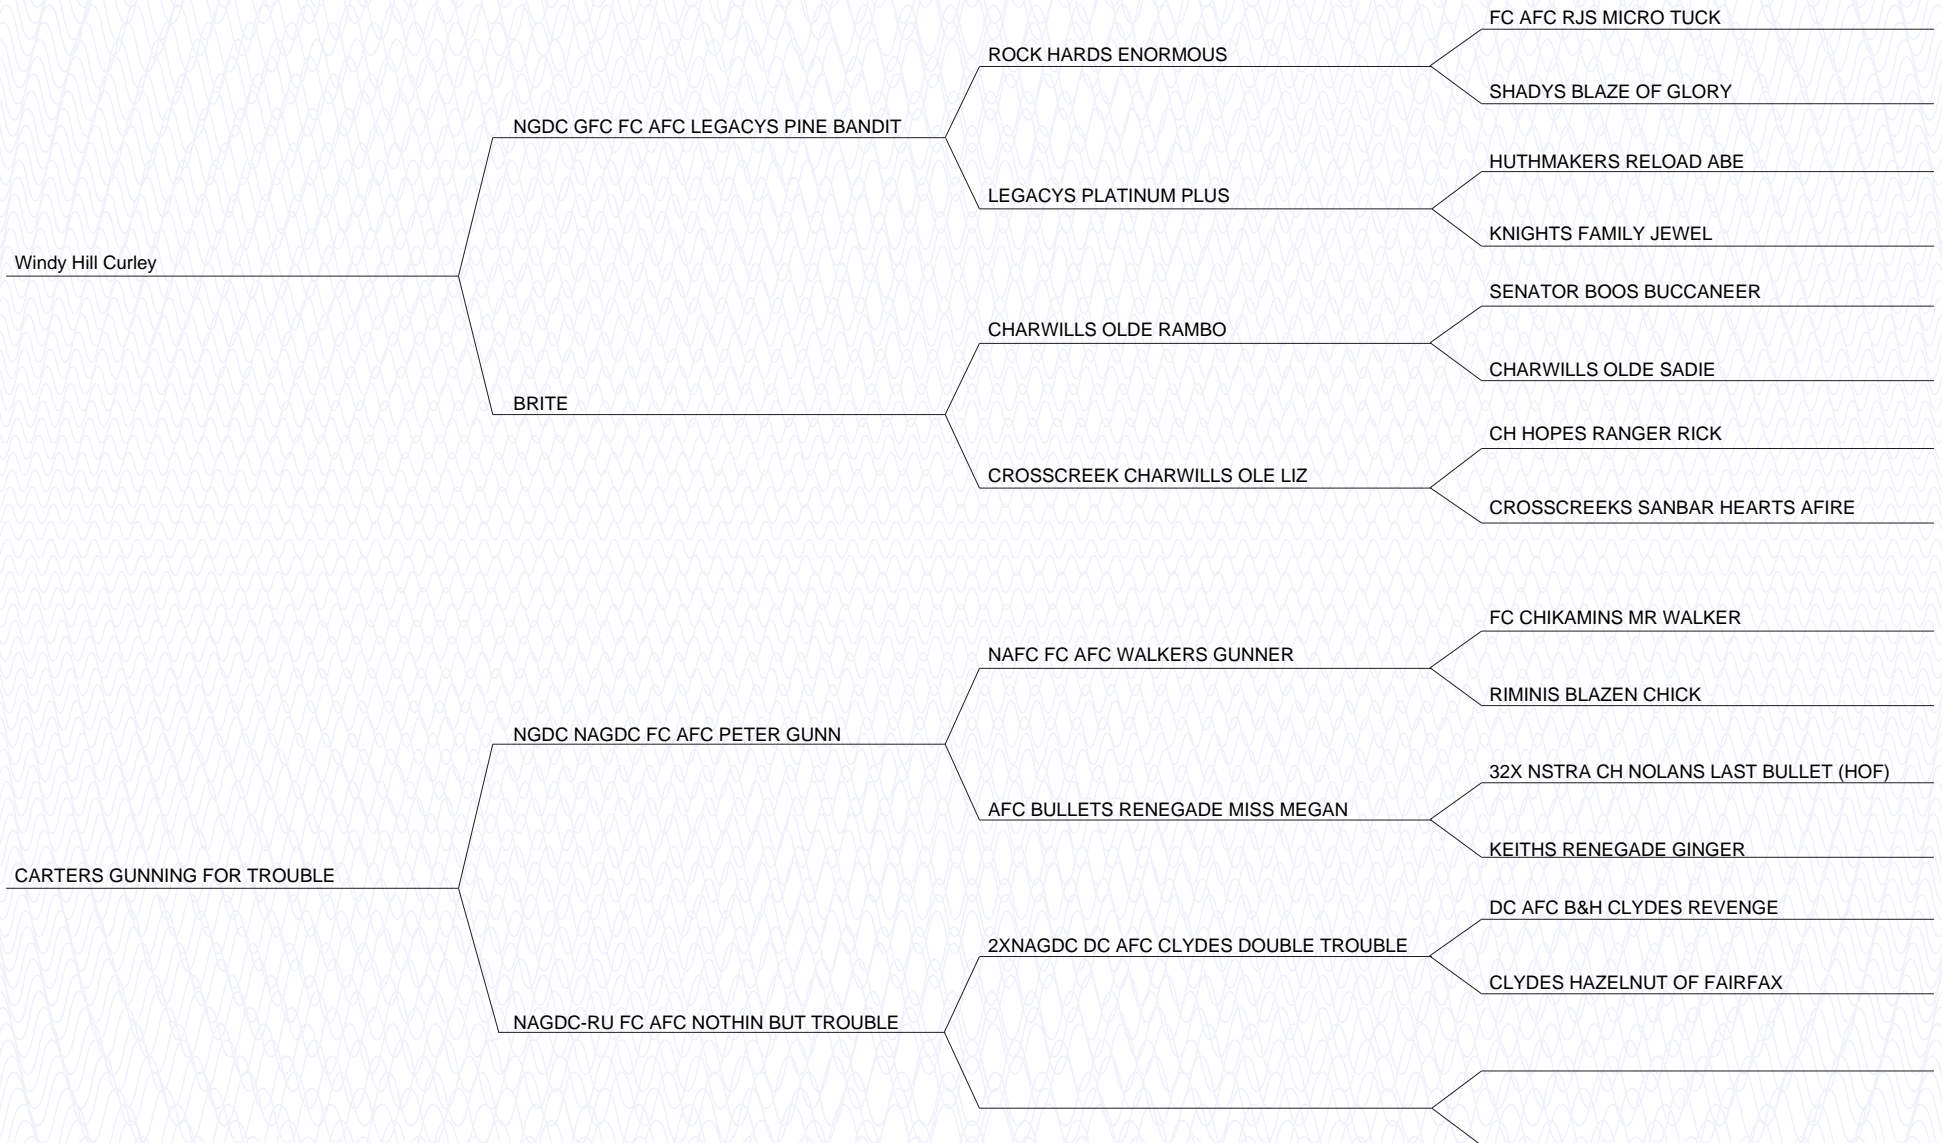 FC AFC RJS MICRO TUCK
ROCK HARDS ENORMOUS
SHADYS BLAZE OF GLORY
NGDC GFC FC AFC LEGACYS PINE BANDIT
HUTHMAKERS RELOAD ABE
LEGACYS PLATINUM PLUS
KNIGHTS FAMILY JEWEL
Windy Hill Curley
SENATOR BOOS BUCCANEER
CHARWILLS OLDE RAMBO
CHARWILLS OLDE SADIE
BRITE
CH HOPES RANGER RICK
CROSSCREEK CHARWILLS OLE LIZ
CROSSCREEKS SANBAR HEARTS AFIRE
FC CHIKAMINS MR WALKER
NAFC FC AFC WALKERS GUNNER
RIMINIS BLAZEN CHICK
NGDC NAGDC FC AFC PETER GUNN
32X NSTRA CH NOLANS LAST BULLET (HOF)
AFC BULLETS RENEGADE MISS MEGAN
KEITHS RENEGADE GINGER
CARTERS GUNNING FOR TROUBLE
DC AFC B&H CLYDES REVENGE
2XNAGDC DC AFC CLYDES DOUBLE TROUBLE
CLYDES HAZELNUT OF FAIRFAX
NAGDC-RU FC AFC NOTHIN BUT TROUBLE